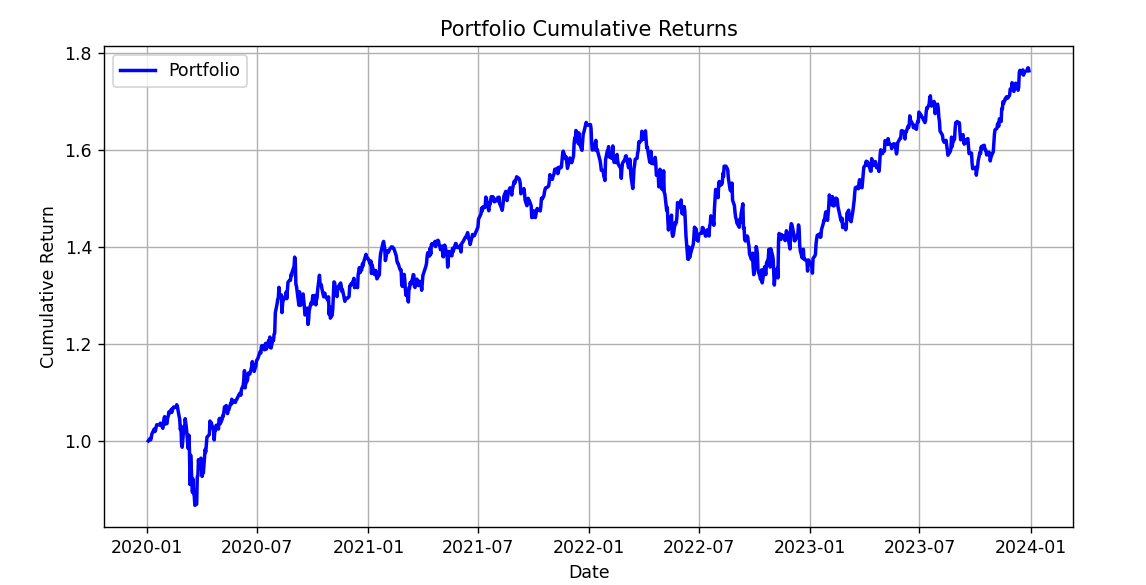 Portfolio Cumulative Returns
Portfolio
Cumulative Return
1.8
1.6
1.4
1.2
1.0
2020-01 2020-07 2021-01 2021-07 2022-01 2022-07 2023-01 2023-07 2024-01
Date